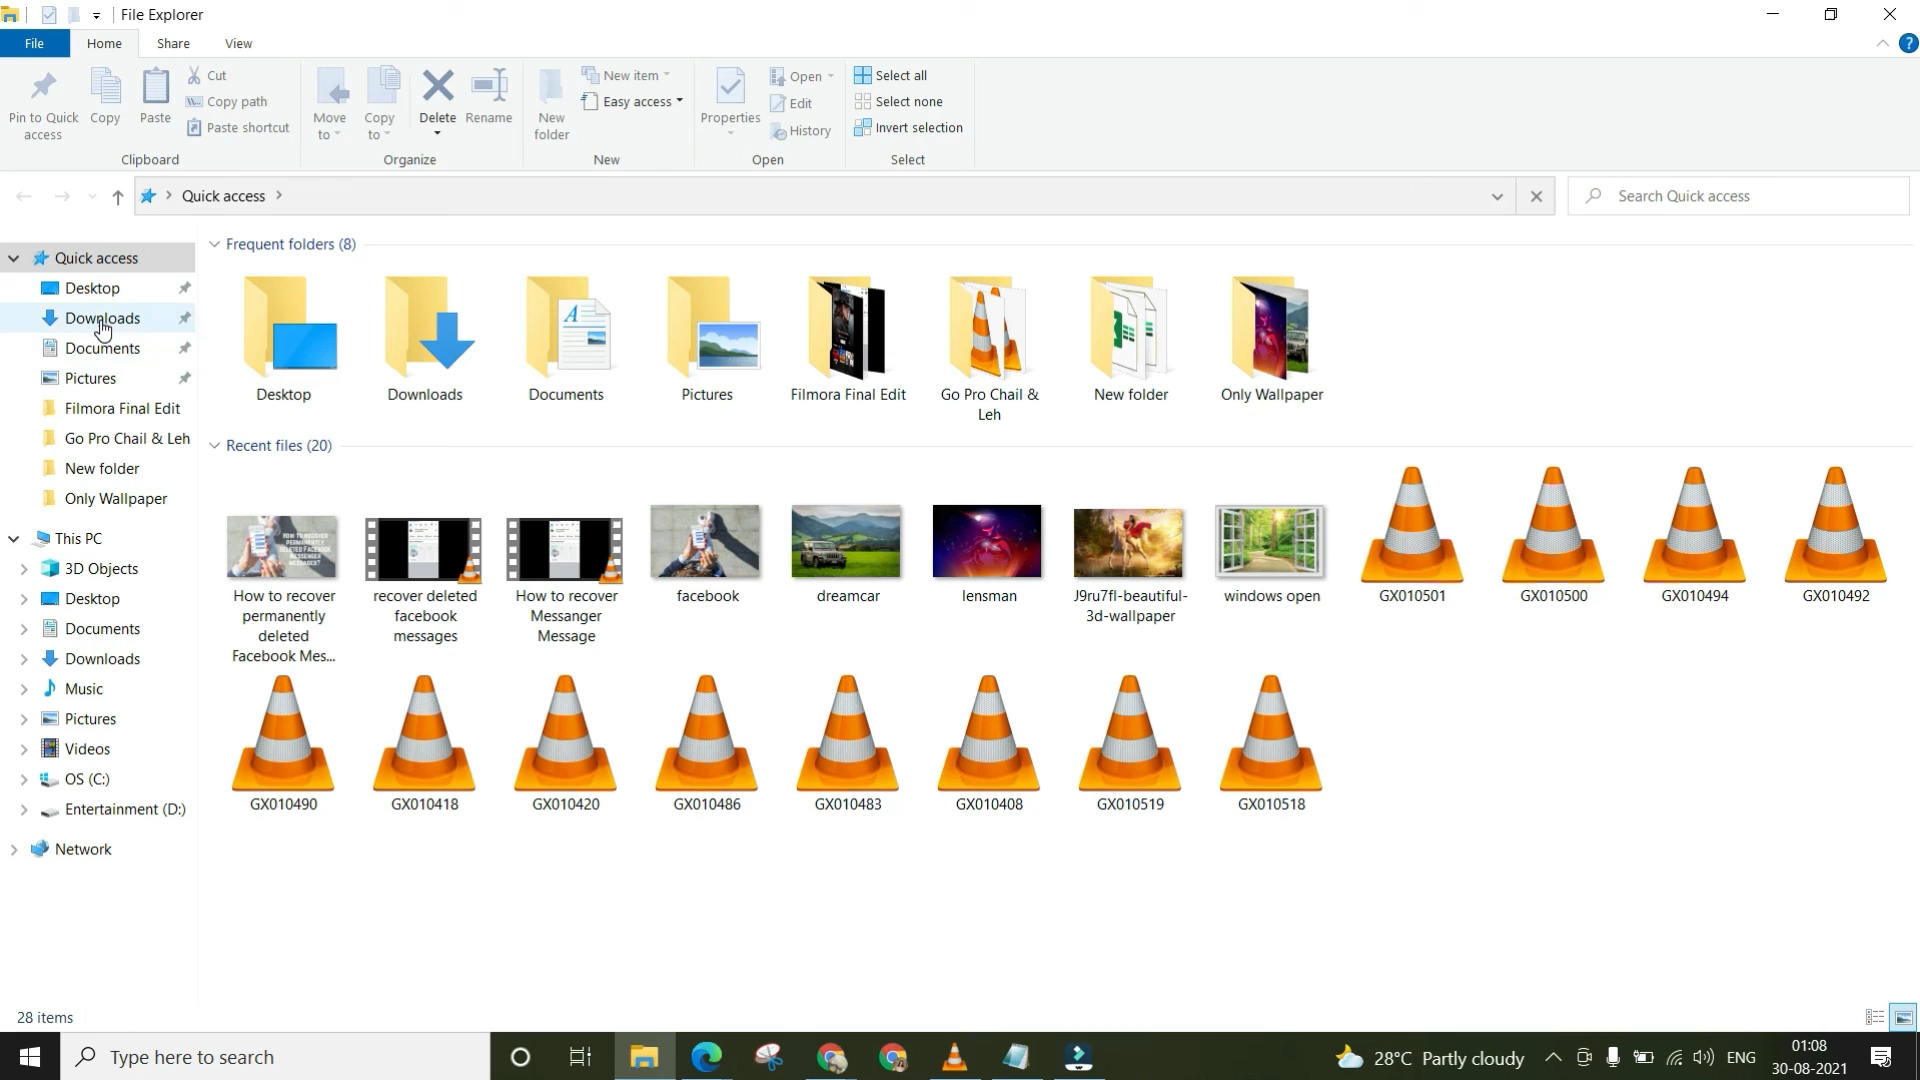 File Explorer
File Home Share View
Pin to Quick access
Copy
Paste
Cut
Copy path
Paste shortcut
Clipboard
Move to
Copy to
Delete
Rename
Organize
New folder
New item
Easy access
New
Properties
Open
Edit
History
Open
Select all
Select none
Invert selection
Select
Quick access
Search Quick access
Quick access
Desktop
Downloads
Documents
Pictures
Filmora Final Edit
Go Pro Chail & Leh
New folder
Only Wallpaper
This PC
3D Objects
Desktop
Documents
Downloads
Music
Pictures
Videos
OS (C:)
Entertainment (D:)
Network
Frequent folders (8)
Desktop
Downloads
Documents
Pictures
Filmora Final Edit
Go Pro Chail &
Leh
New folder
Only Wallpaper
Recent files (20)
How to recover
permanently
deleted
Facebook Mes...
recover deleted
facebook
messages
How to recover
Messanger
Message
facebook
dreamcar
lensman
J9ru7fl-beautiful-
3d-wallpaper
windows open
GX010501
GX010500
GX010494
GX010492
GX010490
GX010418
GX010420
GX010486
GX010483
GX010408
GX010519
GX010518
28 items
Type here to search
28°C Partly cloudy
ENG
01:08
30-08-2021